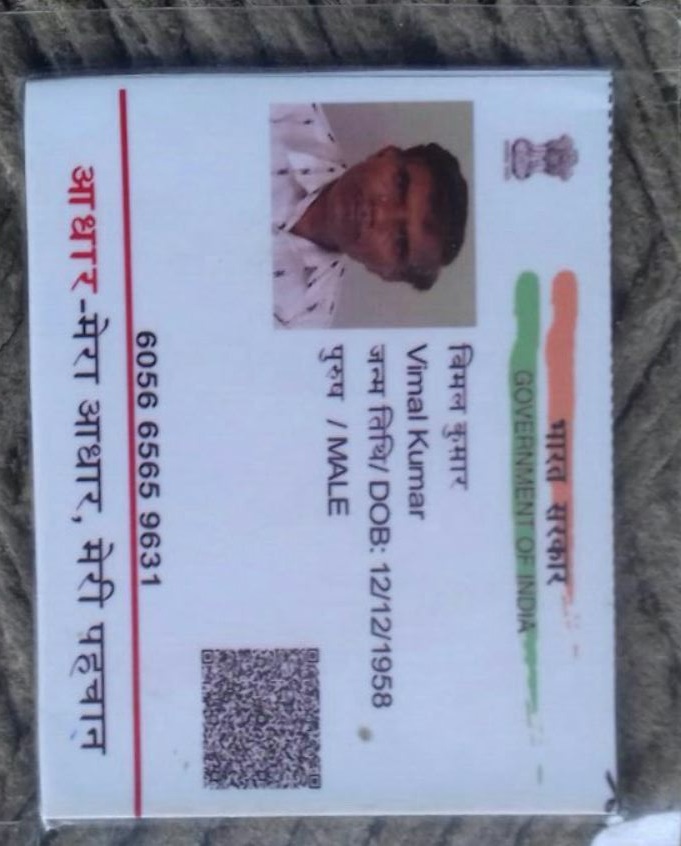 भारत सरकार
GOVERNMENT OF INDIA
विमल कुमार
Vimal Kumar
जन्म तिथि/ DOB: 12/12/1958
पुरुष / MALE
6056 6565 9631
आधार-मेरा आधार, मेरी पहचान